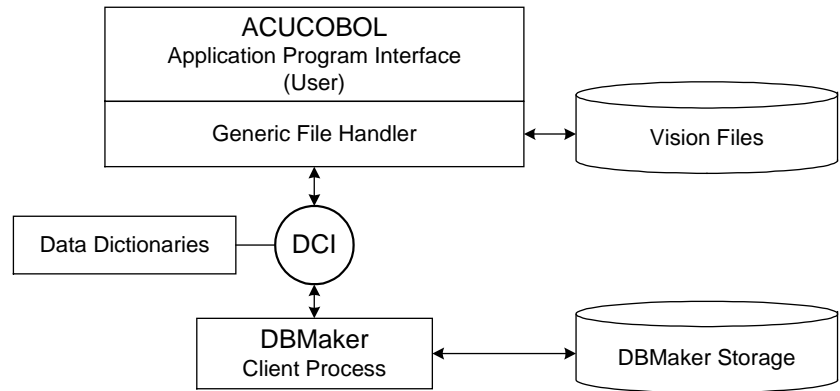 ACUCOBOL
Application Program Interface
(User)
Generic File Handler
Vision Files
Data Dictionaries
DCI
DBMaker
Client Process
DBMaker Storage